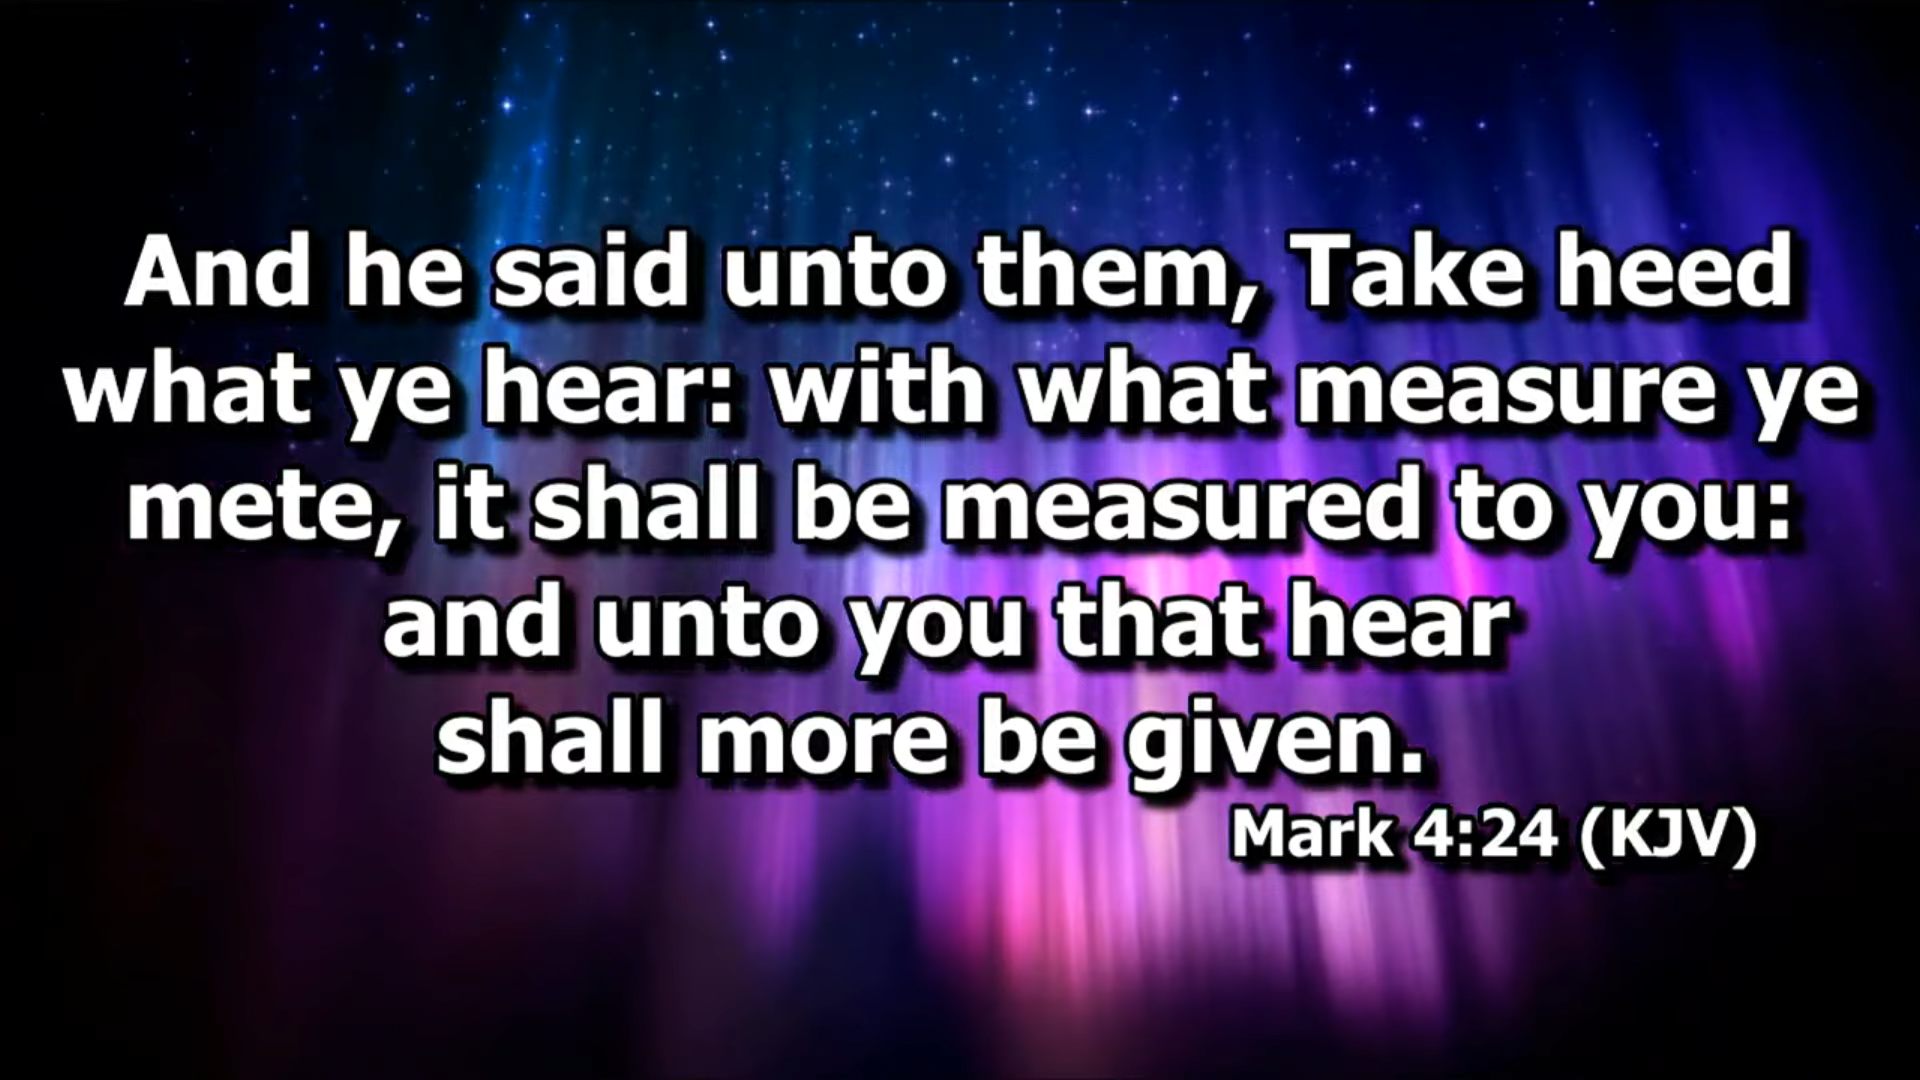 And he said unto them, Take heed
what ye hear: with what measure ye
mete, it shall be measured to you:
and unto you that hear
shall more be given.
Mark 4:24 (KJV)